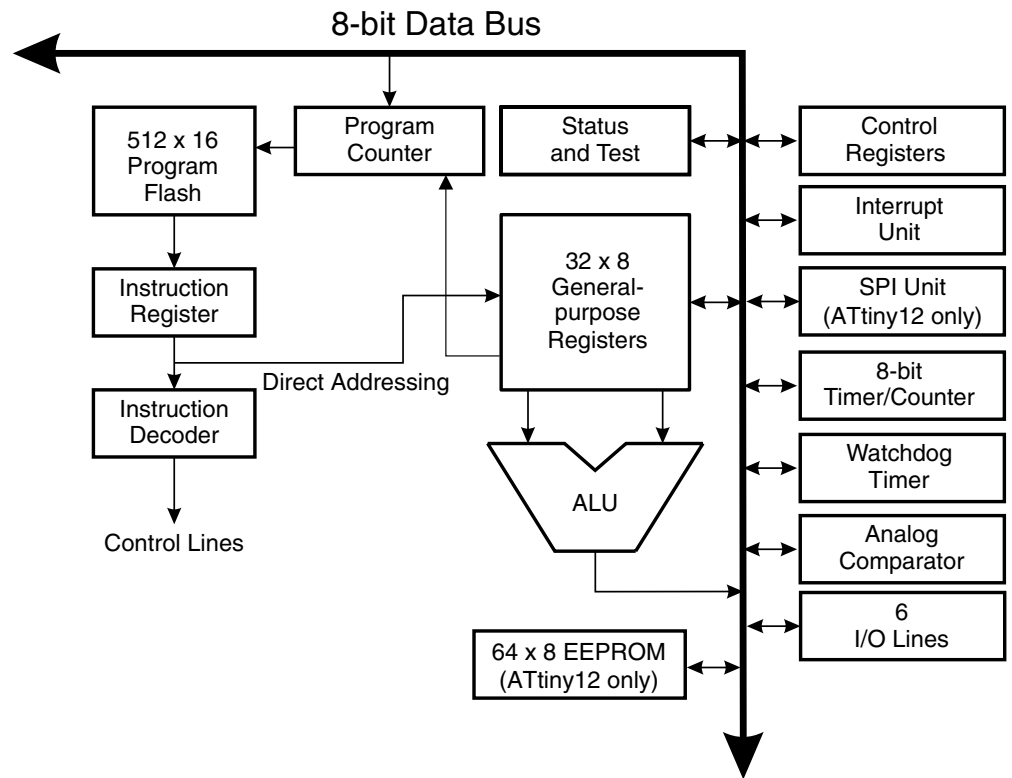 8-bit Data Bus
512 x 16
Program
Flash
Program
Counter
Status
and Test
Control
Registers
Interrupt
Unit
32 x 8
General-
purpose
Registers
Instruction
Register
SPI Unit
(ATtiny12 only)
Direct Addressing
8-bit
Timer/Counter
Instruction
Decoder
Watchdog
Timer
ALU
Control Lines
Analog
Comparator
6
I/O Lines
64 x 8 EEPROM
(ATtiny12 only)